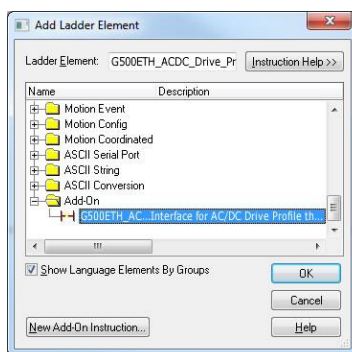 Add Ladder Element
Ladder Element: G500ETH_ACDC_Drive_Pr Instruction Help >>
Name Description
Motion Event
Motion Config
Motion Coordinated
ASCII Serial Port
ASCII String
ASCII Conversion
Add-On
G500ETH_AC...Interface for AC/DC Drive Profile th...
Show Language Elements By Groups OK
Cancel
New Add-On Instruction... Help